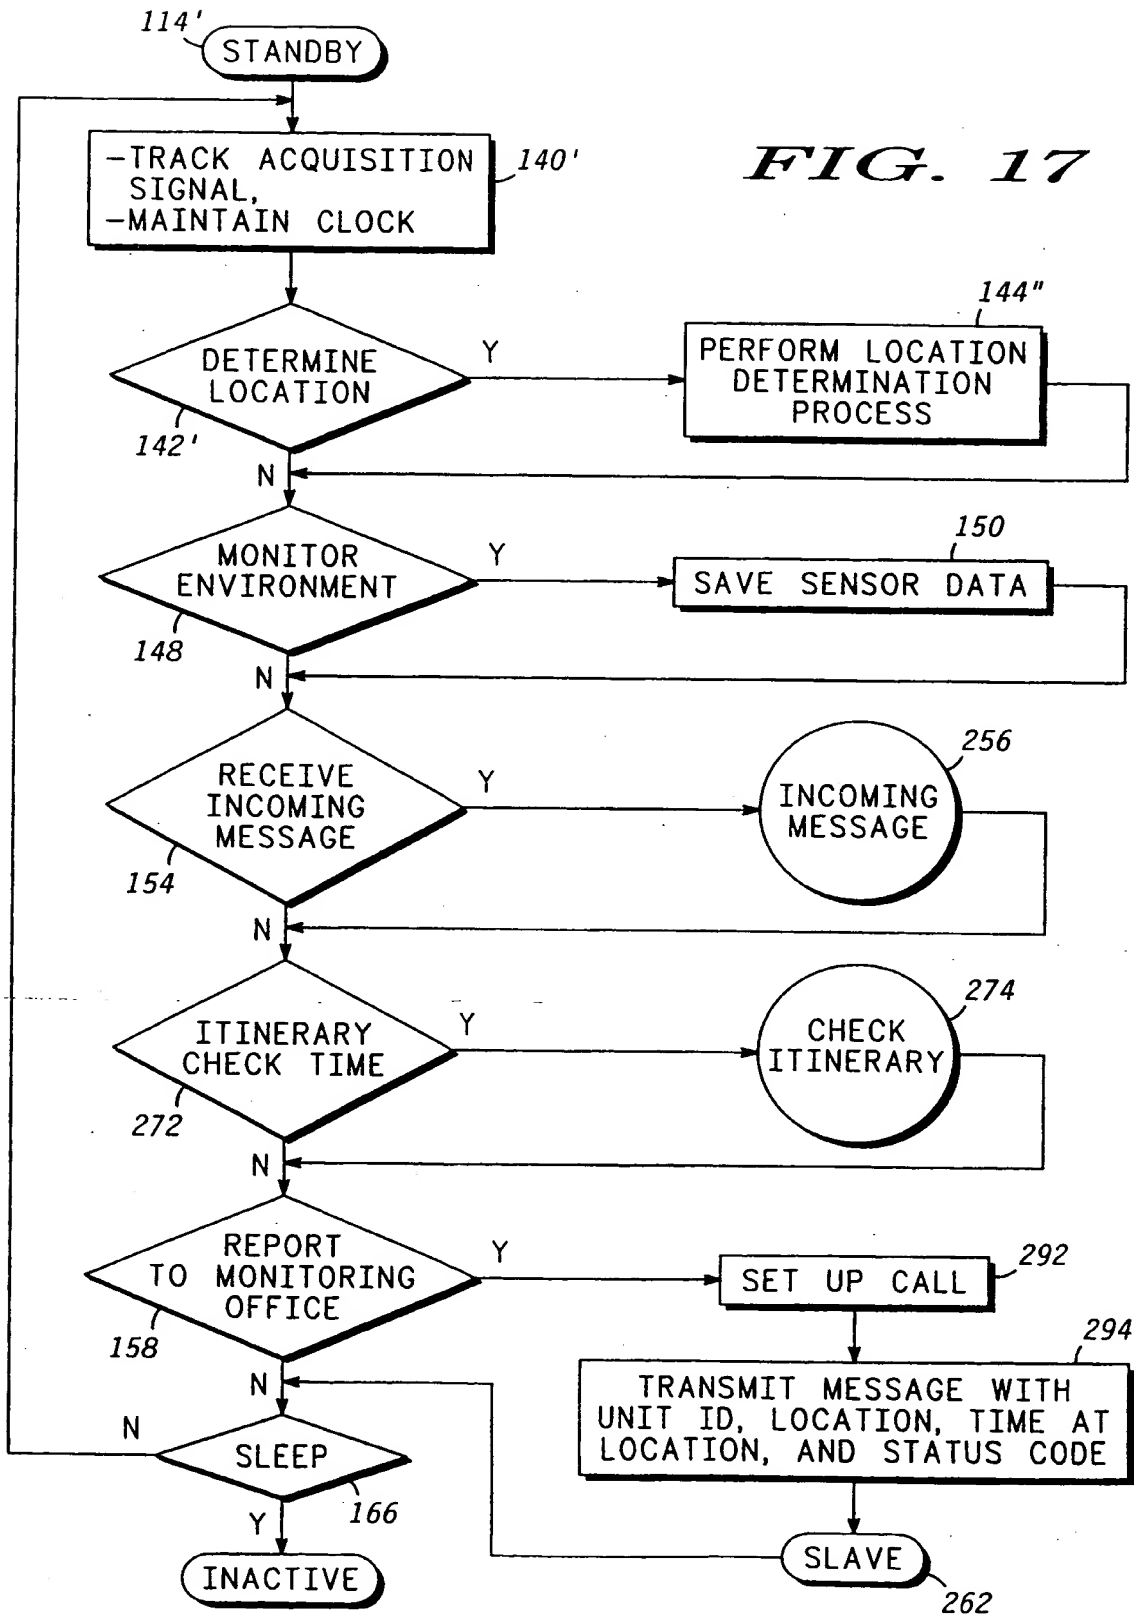 114'
STANDBY
FIG. 17
-TRACK ACQUISITION
SIGNAL,
-MAINTAIN CLOCK
140'
DETERMINE
LOCATION
142'
Y
N
144"
PERFORM LOCATION
DETERMINATION
PROCESS
MONITOR
ENVIRONMENT
148
Y
N
150
SAVE SENSOR DATA
RECEIVE
INCOMING
MESSAGE
154
Y
N
256
INCOMING
MESSAGE
ITINERARY
CHECK TIME
272
Y
N
274
CHECK
ITINERARY
REPORT
TO MONITORING
OFFICE
158
Y
N
292
SET UP CALL
294
TRANSMIT MESSAGE WITH
UNIT ID, LOCATION, TIME AT
LOCATION, AND STATUS CODE
SLAVE
262
N
SLEEP
166
Y
INACTIVE